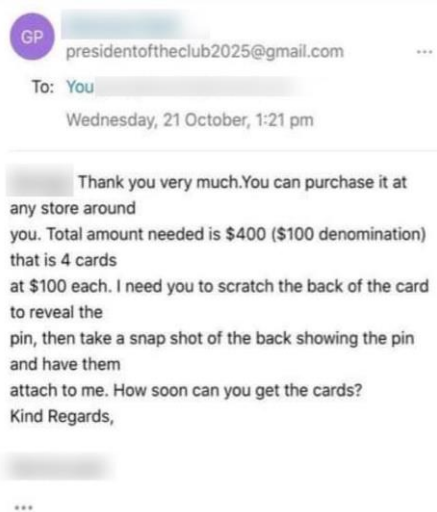 GP
presidentoftheclub2025@gmail.com
To: You
Wednesday, 21 October, 1:21 pm
Thank you very much.You can purchase it at
any store around
you. Total amount needed is $400 ($100 denomination)
that is 4 cards
at $100 each. I need you to scratch the back of the card
to reveal the
pin, then take a snap shot of the back showing the pin
and have them
attach to me. How soon can you get the cards?
Kind Regards,